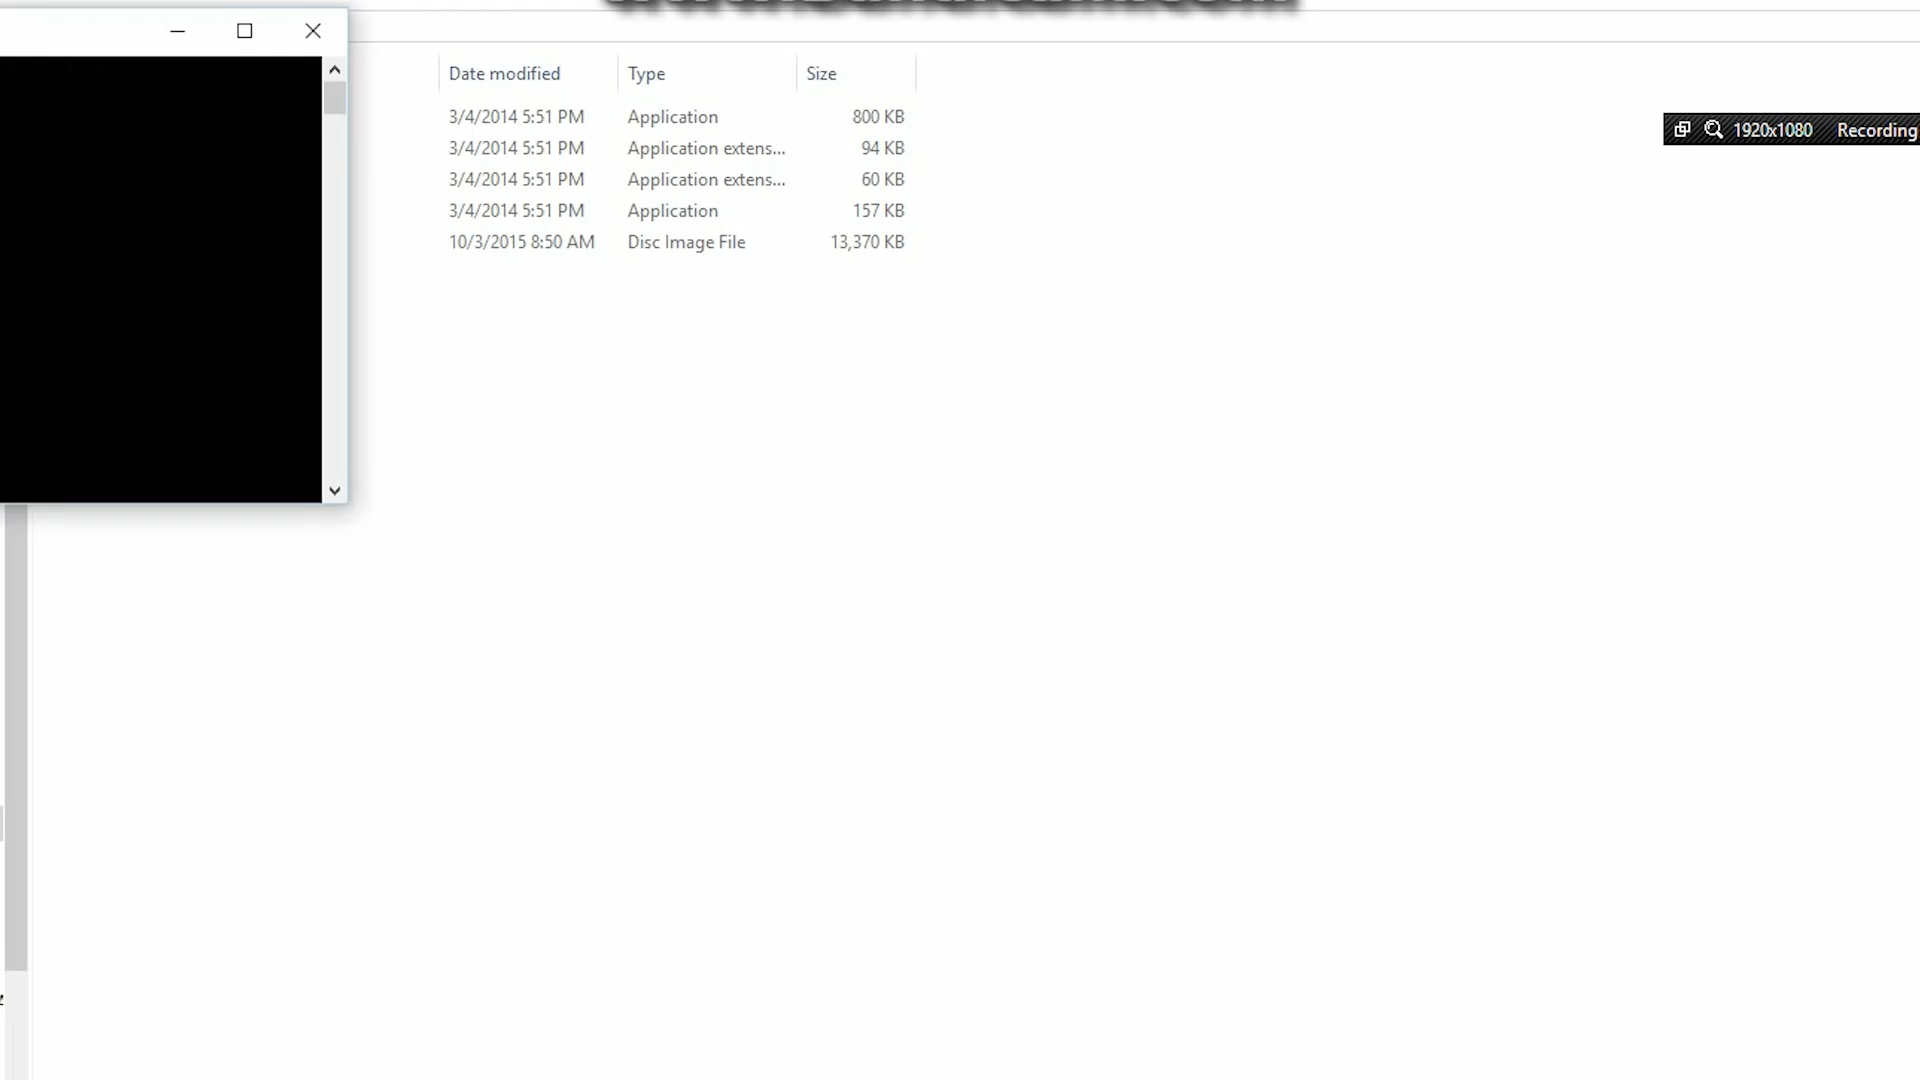 Date modified Type Size
3/4/2014 5:51 PM Application 800 KB
3/4/2014 5:51 PM Application extens... 94 KB
3/4/2014 5:51 PM Application extens... 60 KB
3/4/2014 5:51 PM Application 157 KB
10/3/2015 8:50 AM Disc Image File 13,370 KB
1920x1080 Recording